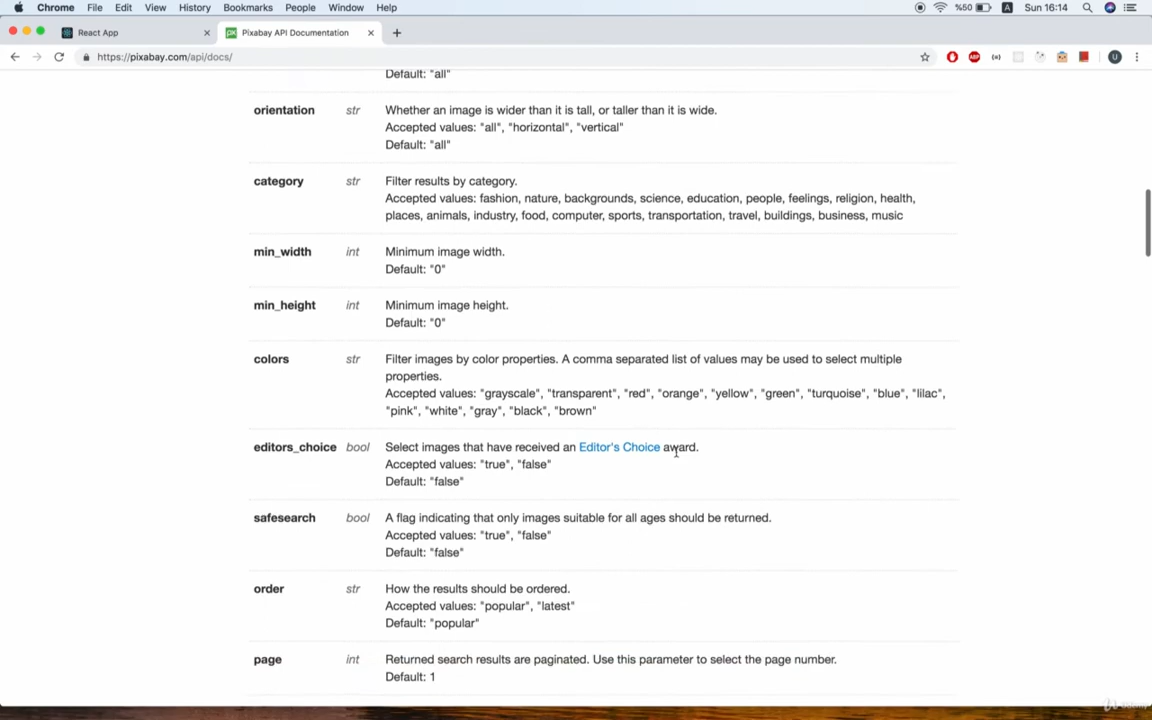 Chrome File Edit View History Bookmarks People Window Help %50 A Sun 16:14
React App × Pixabay API Documentation × +
https://pixabay.com/api/docs/ ABP U
Default: "all"
orientation str Whether an image is wider than it is tall, or taller than it is wide.
Accepted values: "all", "horizontal", "vertical"
Default: "all"
category str Filter results by category.
Accepted values: fashion, nature, backgrounds, science, education, people, feelings, religion, health,
places, animals, industry, food, computer, sports, transportation, travel, buildings, business, music
min_width int Minimum image width.
Default: "0"
min_height int Minimum image height.
Default: "0"
colors str Filter images by color properties. A comma separated list of values may be used to select multiple
properties.
Accepted values: "grayscale", "transparent", "red", "orange", "yellow", "green", "turquoise", "blue", "lilac",
"pink", "white", "gray", "black", "brown"
editors_choice bool Select images that have received an Editor's Choice award.
Accepted values: "true", "false"
Default: "false"
safesearch bool A flag indicating that only images suitable for all ages should be returned.
Accepted values: "true", "false"
Default: "false"
order str How the results should be ordered.
Accepted values: "popular", "latest"
Default: "popular"
page int Returned search results are paginated. Use this parameter to select the page number.
Default: 1